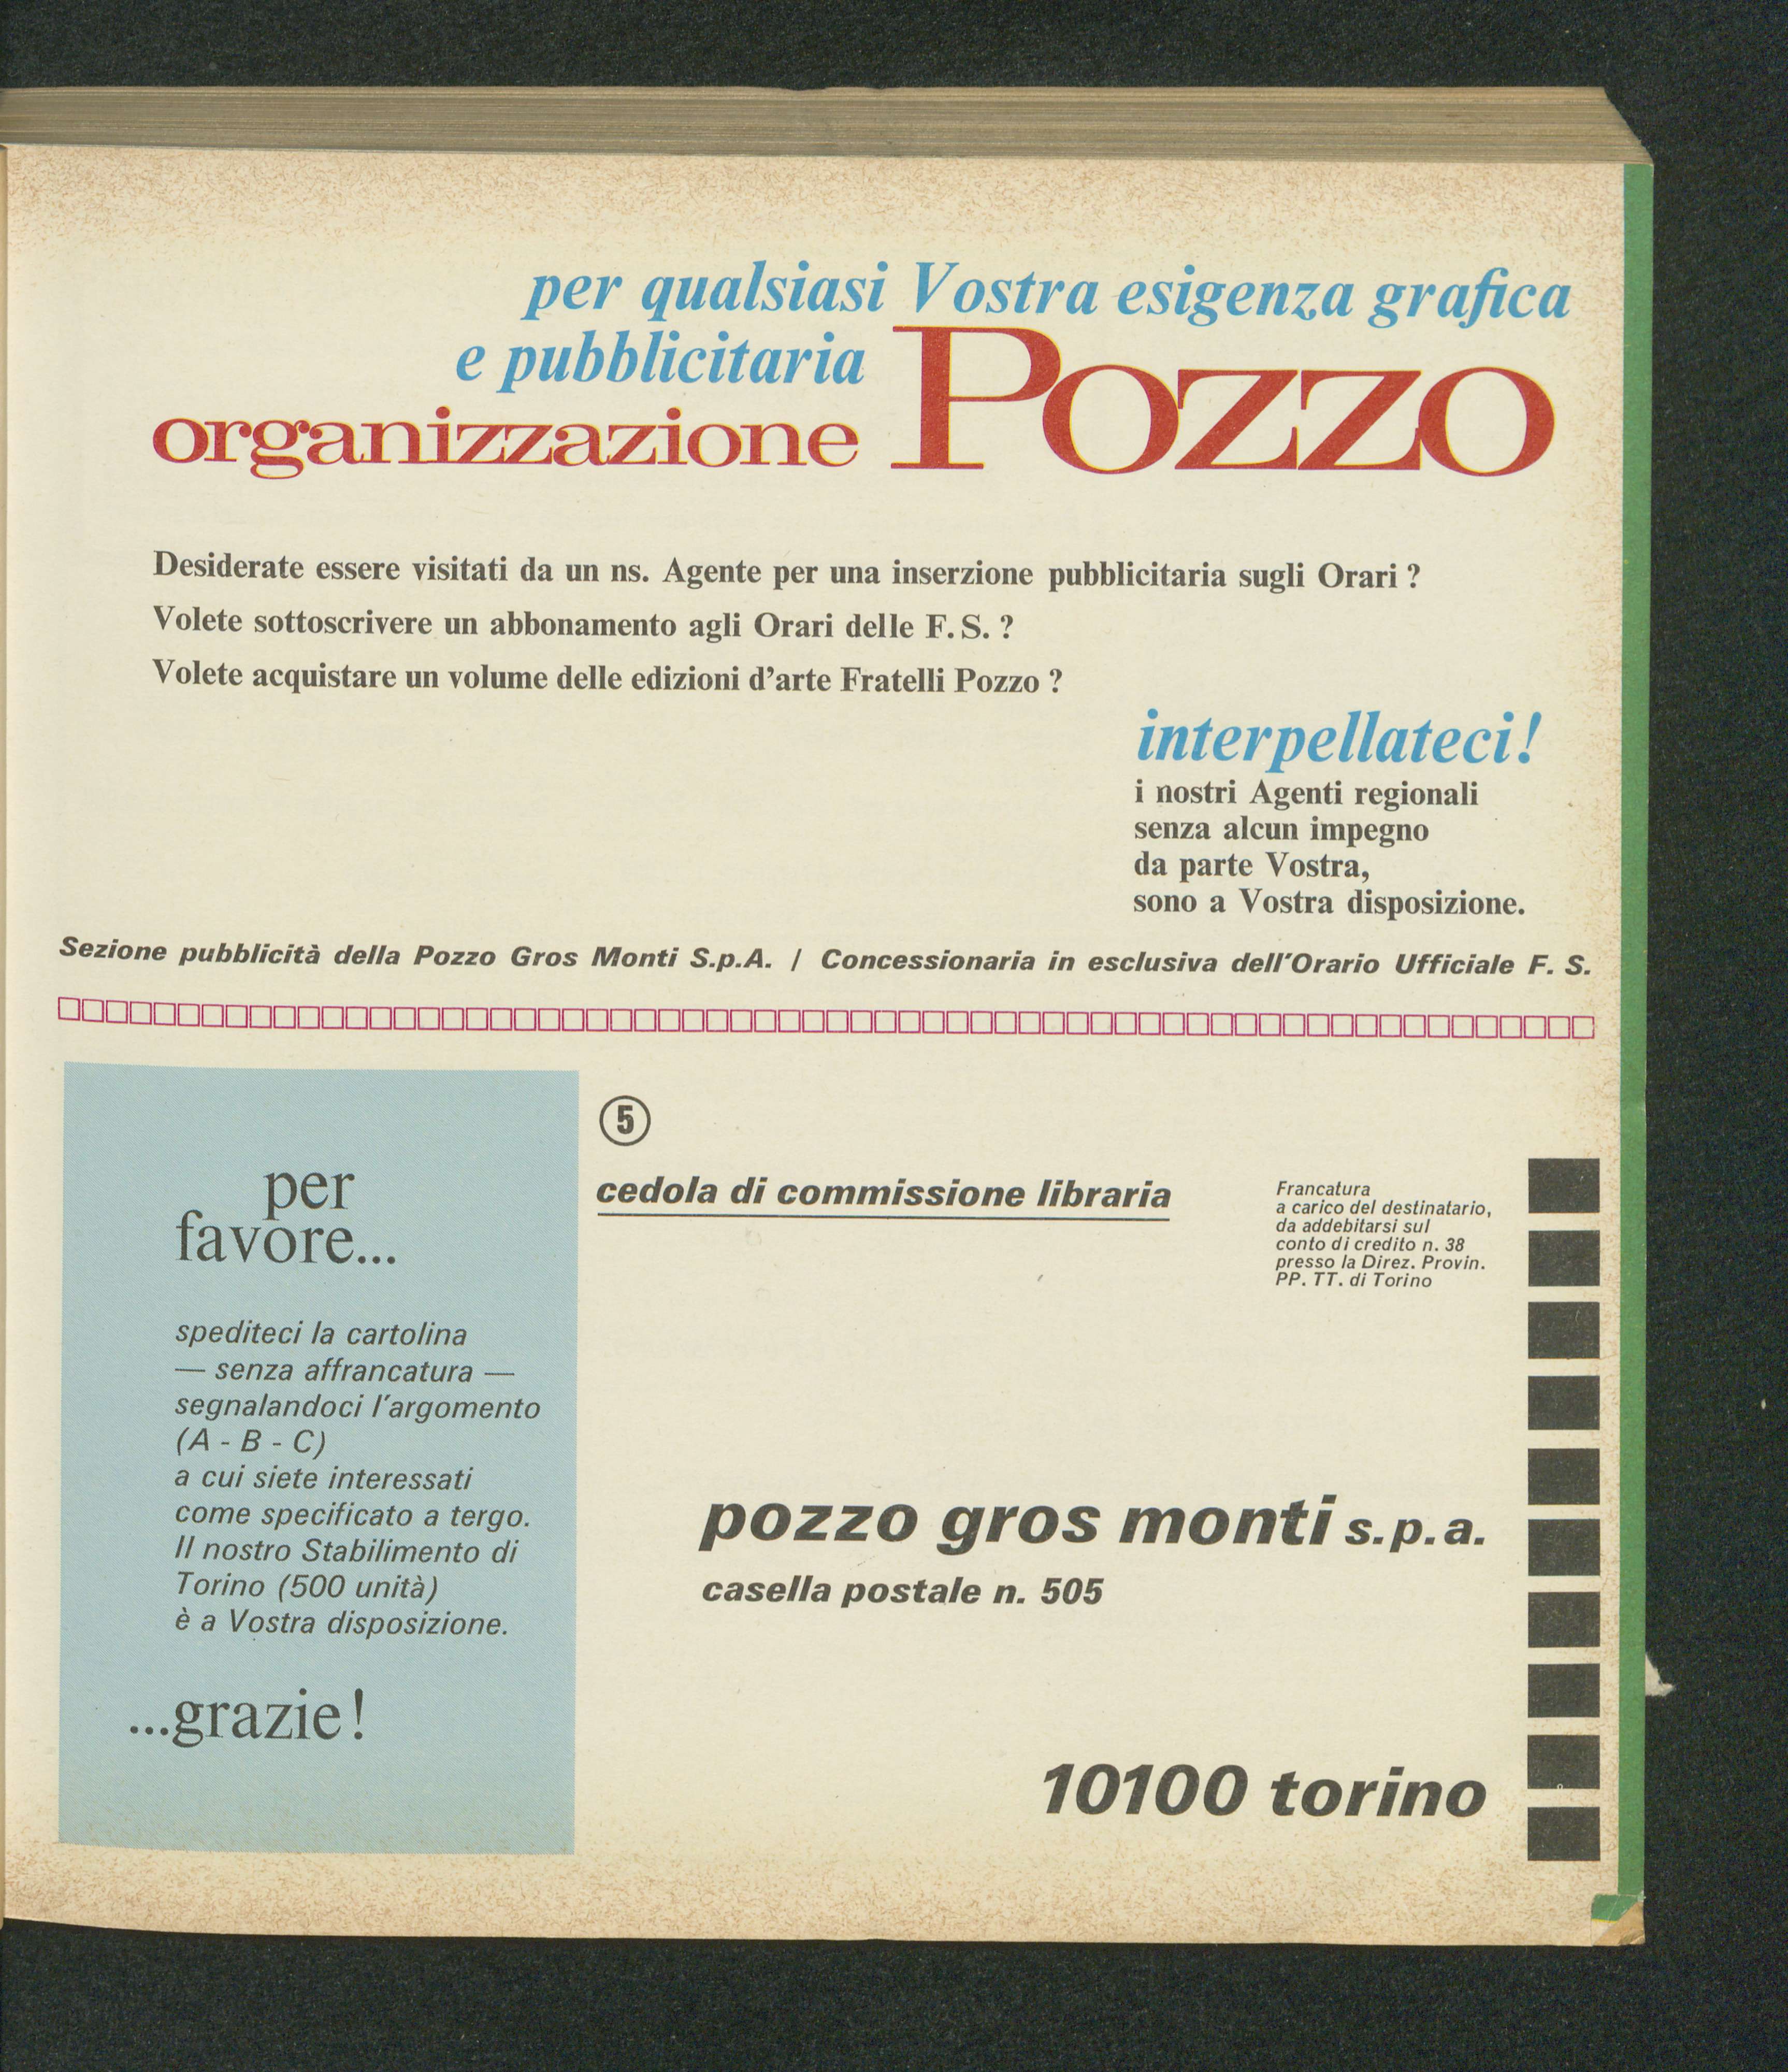 per qualsiasi Vostra esigenza grafica
e pubblicitaria
organizzazione Pozzo
Desiderate essere visitati da un ns. Agente per una inserzione pubblicitaria sugli Orari ?
Volete sottoscrivere un abbonamento agli Orari delle F. S. ?
Volete acquistare un volume delle edizioni d'arte Fratelli Pozzo ?
interpellateci!
i nostri Agenti regionali
senza alcun impegno
da parte Vostra,
sono a Vostra disposizione.
Sezione pubblicità della Pozzo Gros Monti S.p.A. / Concessionaria in esclusiva dell'Orario Ufficiale F. S.
per
favore...
spediteci la cartolina
— senza affrancatura —
segnalandoci l'argomento
(A - B - C)
a cui siete interessati
come specificato a tergo.
Il nostro Stabilimento di
Torino (500 unità)
è a Vostra disposizione.
...grazie!
5
cedola di commissione libraria
Francatura
a carico del destinatario,
da addebitarsi sul
conto di credito n. 38
presso la Direz. Provin.
PP. TT. di Torino
pozzo gros monti s.p.a.
casella postale n. 505
10100 torino